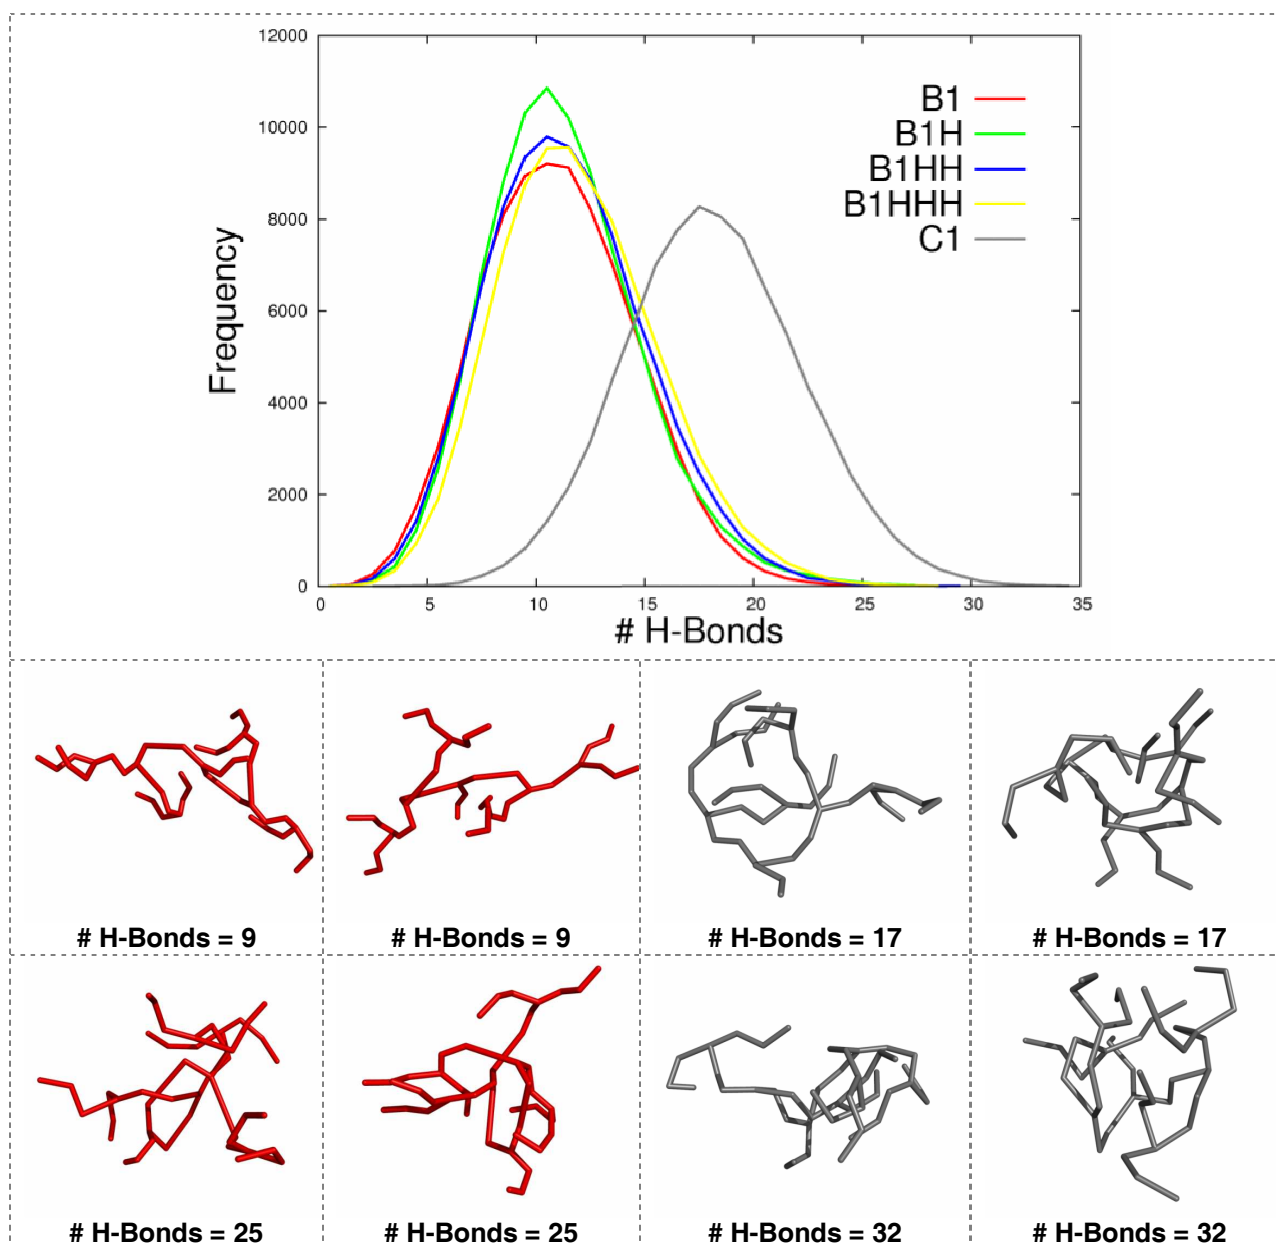 12000
10000
8000
6000
4000
2000
0
Frequency
B1
B1H
B1HH
B1HHH
C1
0 5 10 15 20 25 30 35
# H-Bonds
# H-Bonds = 9 # H-Bonds = 9 # H-Bonds = 17 # H-Bonds = 17
# H-Bonds = 25 # H-Bonds = 25 # H-Bonds = 32 # H-Bonds = 32